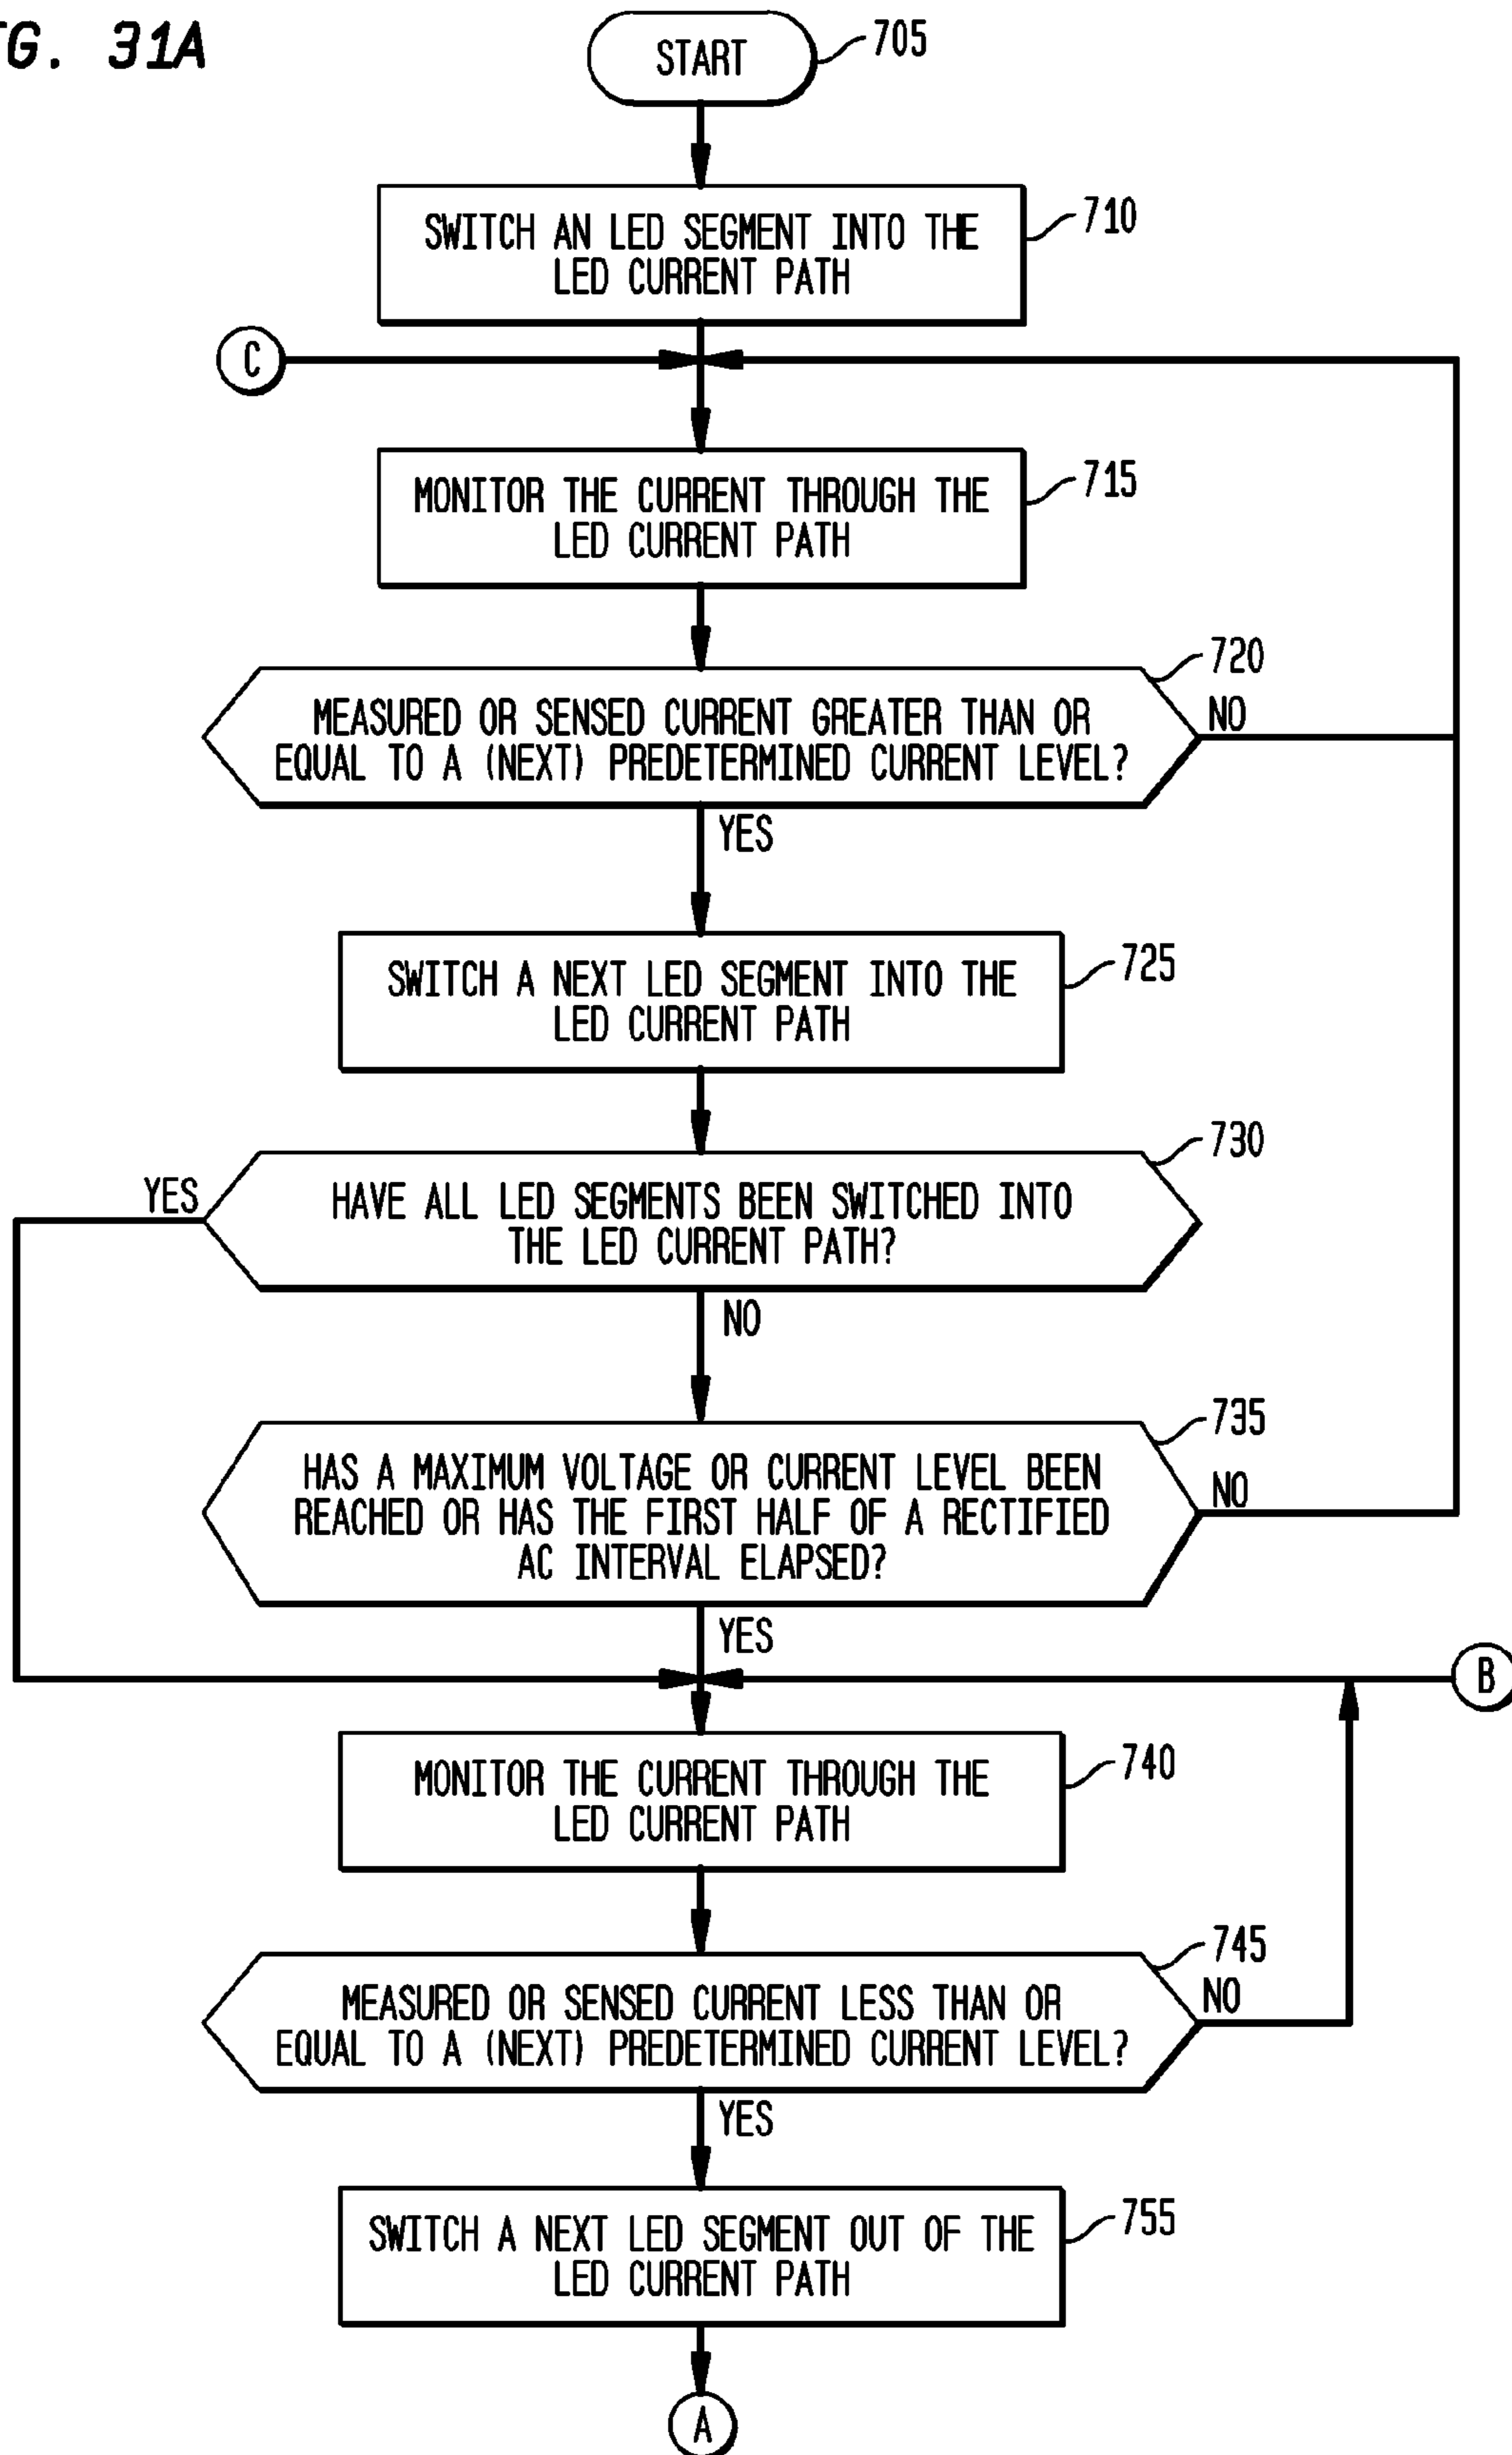 G. 31A
START
705
SWITCH AN LED SEGMENT INTO THE
LED CURRENT PATH
710
C
MONITOR THE CURRENT THROUGH THE
LED CURRENT PATH
715
MEASURED OR SENSED CURRENT GREATER THAN OR
EQUAL TO A (NEXT) PREDETERMINED CURRENT LEVEL?
720
NO
YES
SWITCH A NEXT LED SEGMENT INTO THE
LED CURRENT PATH
725
HAVE ALL LED SEGMENTS BEEN SWITCHED INTO
THE LED CURRENT PATH?
730
YES
NO
HAS A MAXIMUM VOLTAGE OR CURRENT LEVEL BEEN
REACHED OR HAS THE FIRST HALF OF A RECTIFIED
AC INTERVAL ELAPSED?
735
NO
YES
B
MONITOR THE CURRENT THROUGH THE
LED CURRENT PATH
740
MEASURED OR SENSED CURRENT LESS THAN OR
EQUAL TO A (NEXT) PREDETERMINED CURRENT LEVEL?
745
NO
YES
SWITCH A NEXT LED SEGMENT OUT OF THE
LED CURRENT PATH
755
A